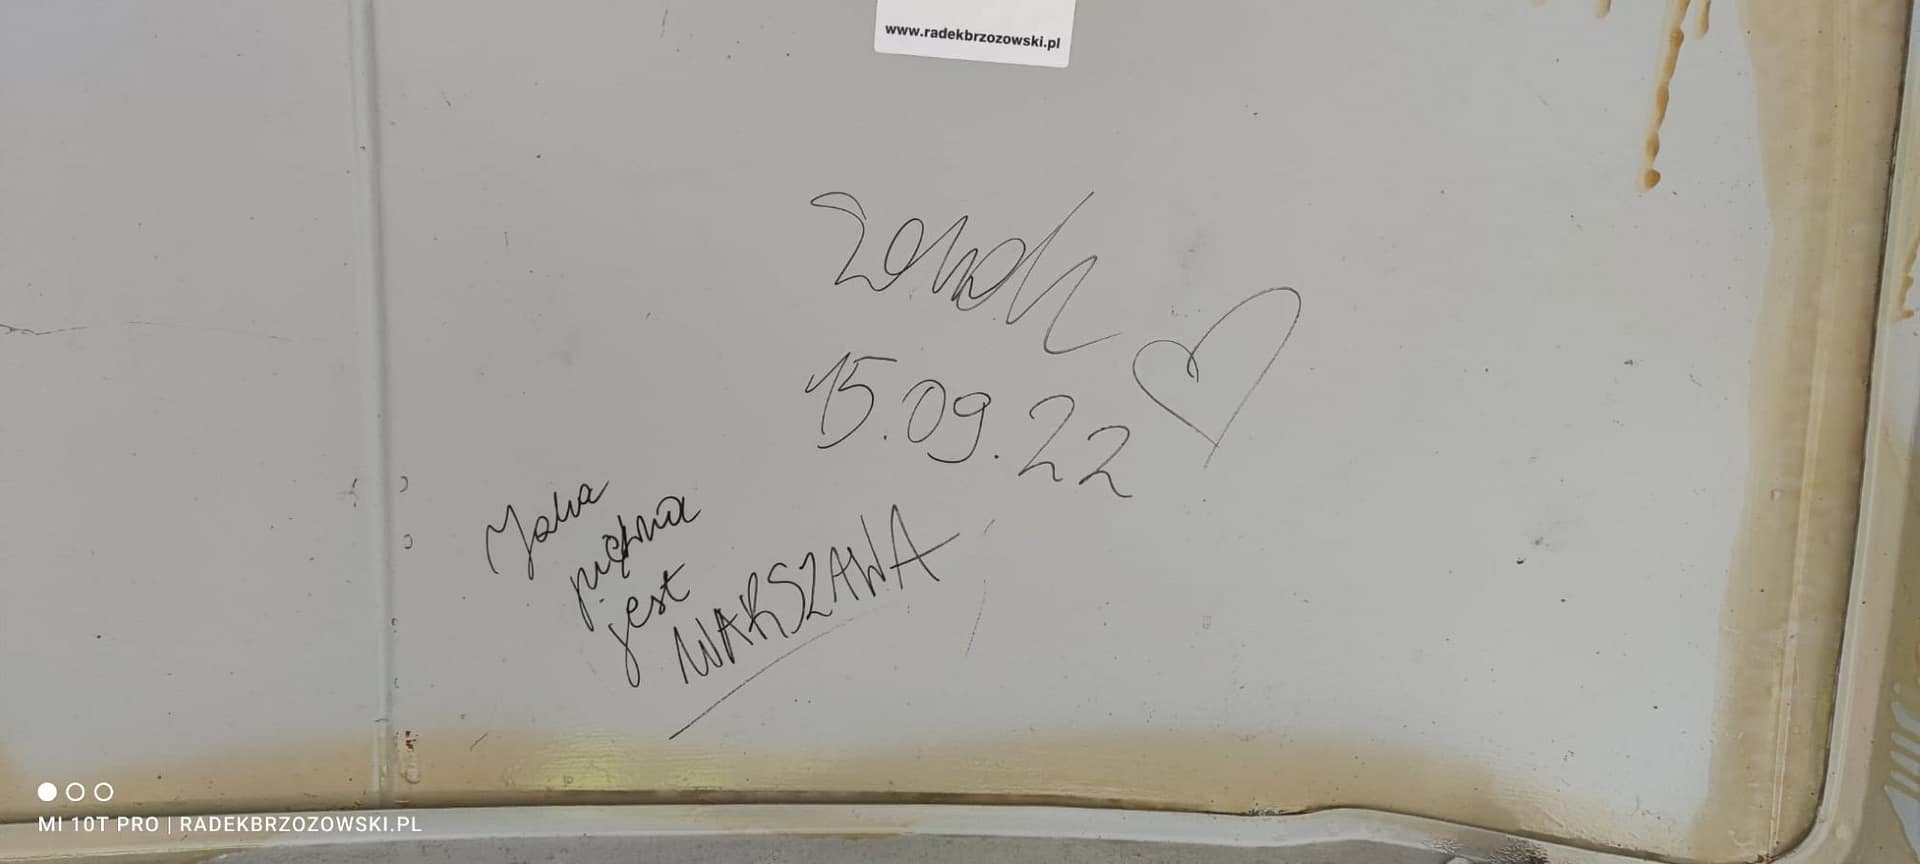 www.radekbrzozowski.pl
15.09.22
Jaka
piękna
jest
WARSZAWA
MI 10T PRO | RADEKBRZOZOWSKI.PL